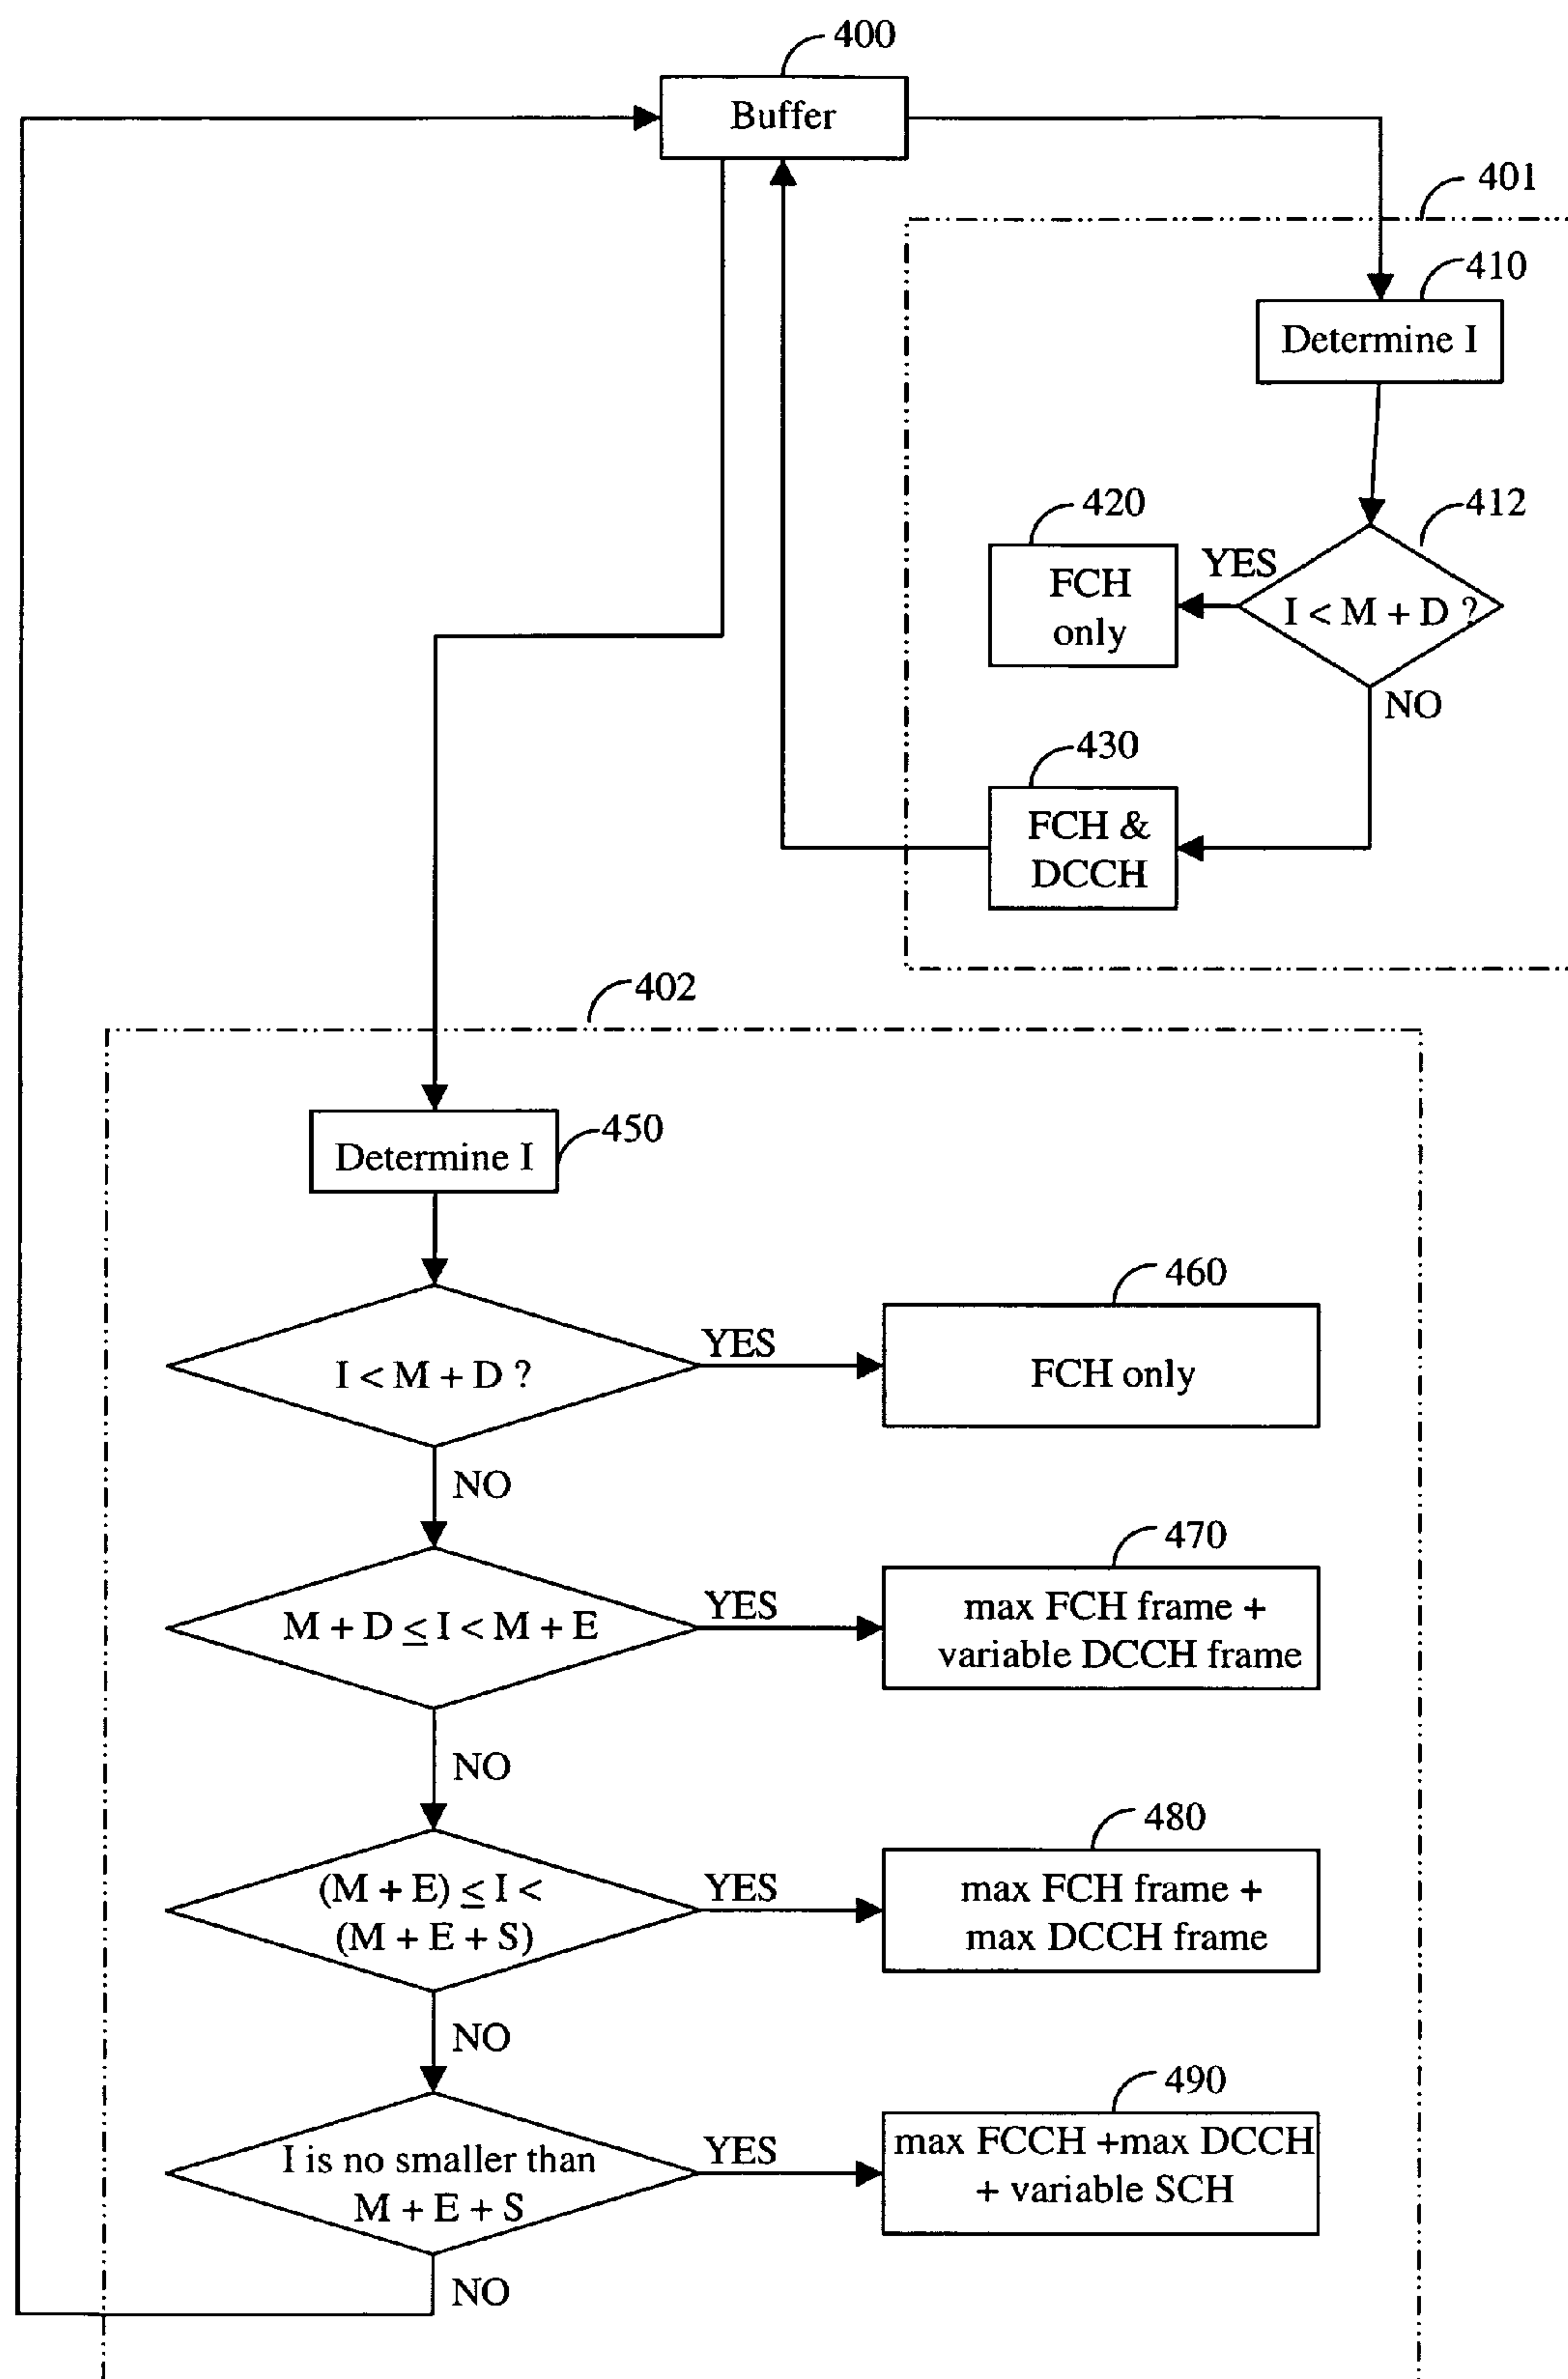 400
Buffer
401
410
Determine I
420
412
YES
FCH
only
I < M + D ?
NO
430
FCH &
DCCH
402
450
Determine I
460
YES
I < M + D ?
FCH only
NO
470
YES
M + D ≤ I < M + E
max FCH frame +
variable DCCH frame
NO
480
YES
(M + E) ≤ I <
(M + E + S)
max FCH frame +
max DCCH frame
NO
490
YES
I is no smaller than
M + E + S
max FCCH +max DCCH
+ variable SCH
NO